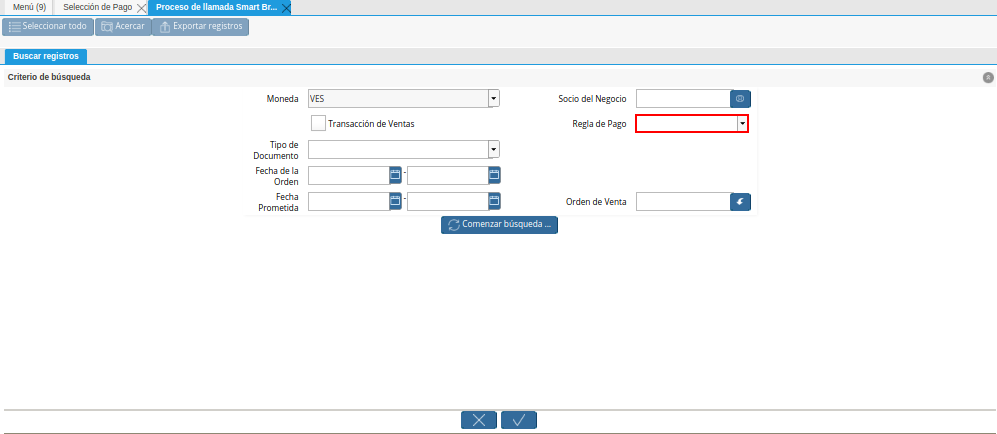 Menú (9) Selección de Pago Proceso de llamada Smart Br...
Seleccionar todo Acercar Exportar registros
Buscar registros
Criterio de búsqueda
Moneda VES Socio del Negocio
Transacción de Ventas Regla de Pago
Tipo de
Documento
Fecha de la
Orden
-
Fecha
Prometida
- Orden de Venta
Comenzar búsqueda ...